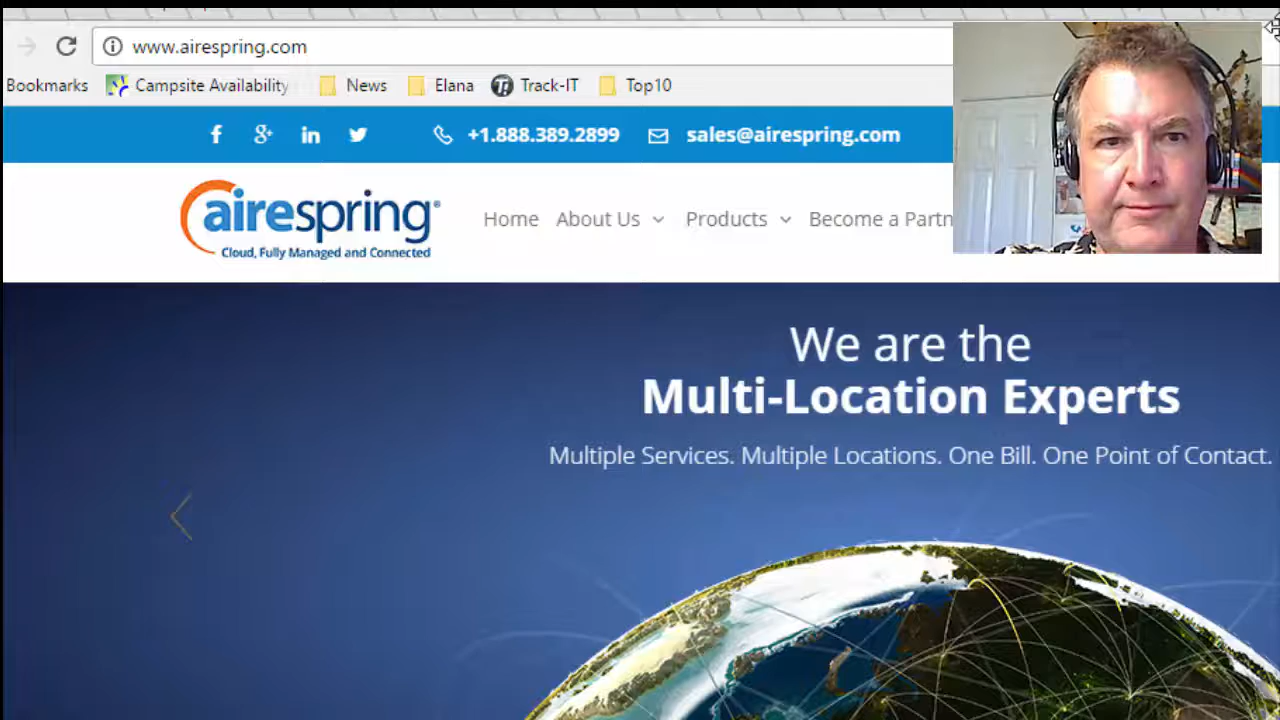 www.airespring.com
Bookmarks Campsite Availability News Elana Track-IT Top10
+1.888.389.2899 sales@airespring.com
airespring®
Cloud, Fully Managed and Connected
Home About Us Products Become a Partn
We are the
Multi-Location Experts
Multiple Services. Multiple Locations. One Bill. One Point of Contact.